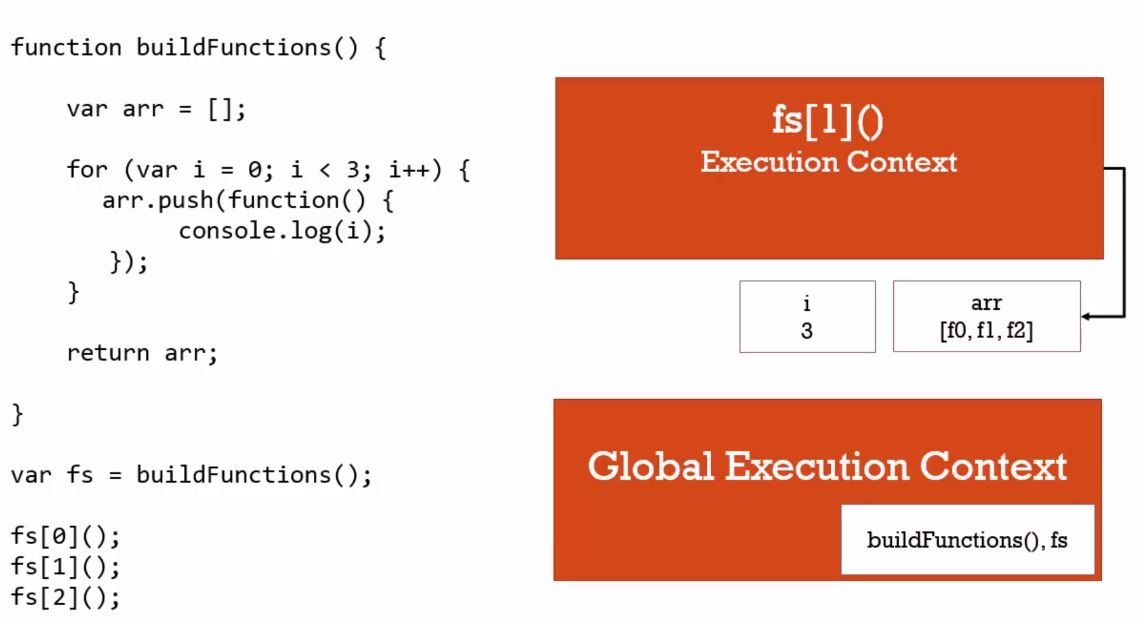 function buildFunctions() {
var arr = [];
for (var i = 0; i < 3; i++) {
arr.push(function() {
console.log(i);
});
}
return arr;
}
var fs = buildFunctions();
fs[0]();
fs[1]();
fs[2]();
fs[1]()
Execution Context
i
3
arr
[f0, f1, f2]
Global Execution Context
buildFunctions(), fs